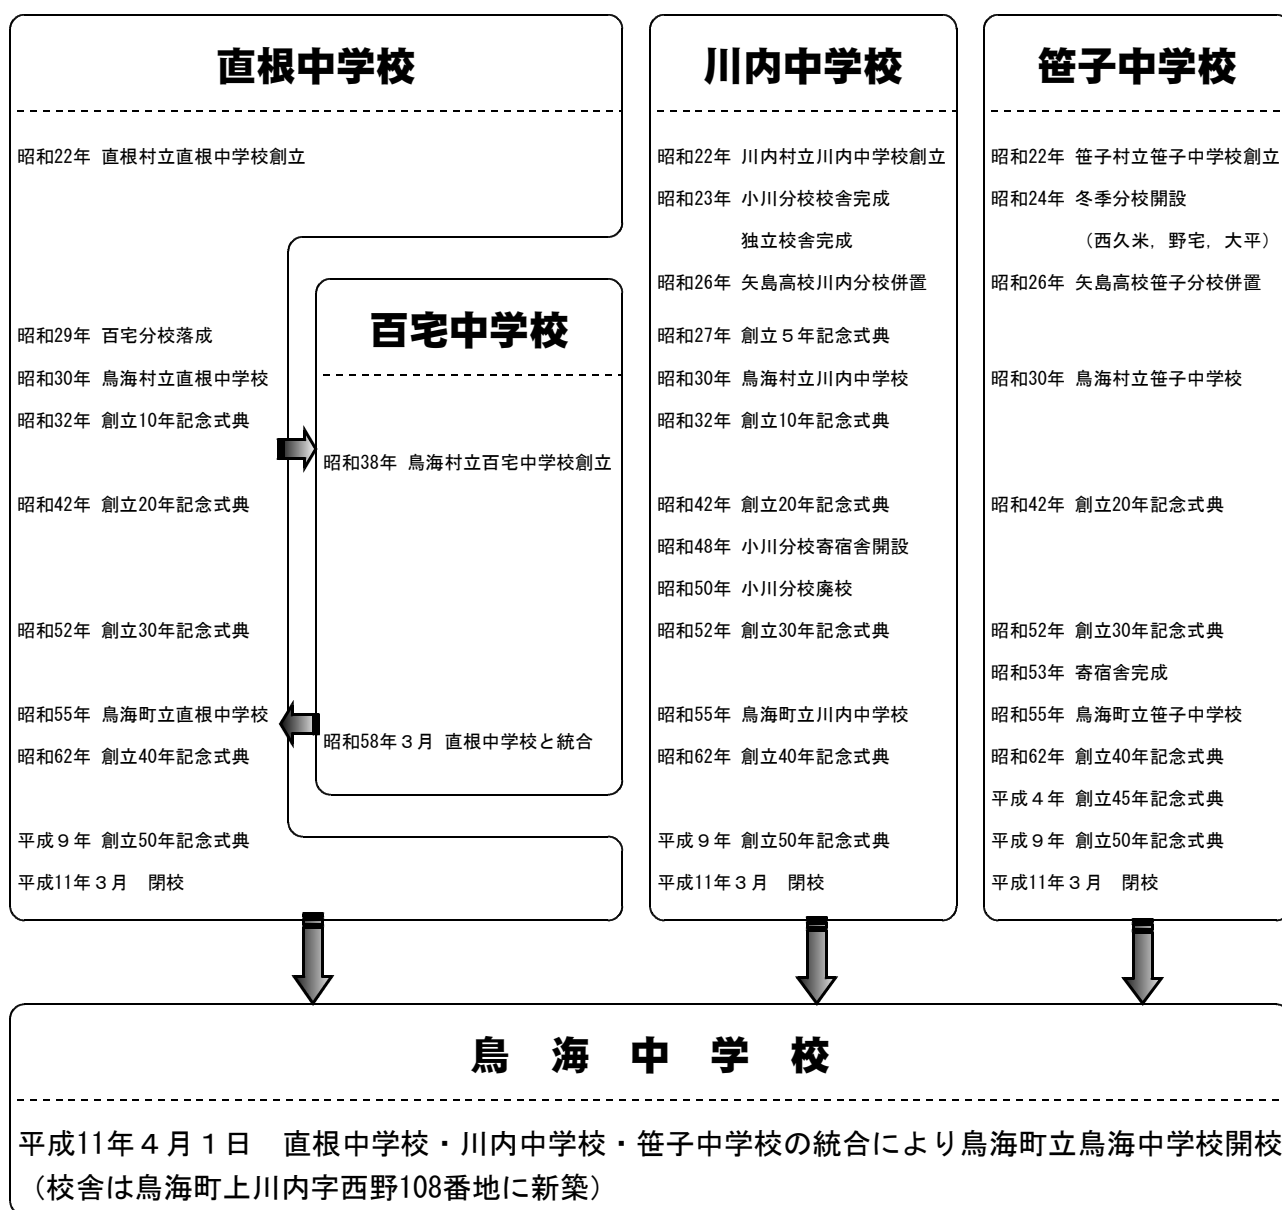 直根中学校
昭和22年 直根村立直根中学校創立
昭和29年 百宅分校落成
昭和30年 鳥海村立直根中学校
昭和32年 創立10年記念式典
昭和42年 創立20年記念式典
昭和52年 創立30年記念式典
昭和55年 鳥海町立直根中学校
昭和62年 創立40年記念式典
平成9年 創立50年記念式典
平成11年3月　閉校
百宅中学校
昭和38年 鳥海村立百宅中学校創立
昭和58年3月 直根中学校と統合
川内中学校
昭和22年 川内村立川内中学校創立
昭和23年 小川分校校舎完成
独立校舎完成
昭和26年 矢島高校川内分校併置
昭和27年 創立5年記念式典
昭和30年 鳥海村立川内中学校
昭和32年 創立10年記念式典
昭和42年 創立20年記念式典
昭和48年 小川分校寄宿舎開設
昭和50年 小川分校廃校
昭和52年 創立30年記念式典
昭和55年 鳥海町立川内中学校
昭和62年 創立40年記念式典
平成9年 創立50年記念式典
平成11年3月　閉校
笹子中学校
昭和22年 笹子村立笹子中学校創立
昭和24年 冬季分校開設
（西久米，野宅，大平）
昭和26年 矢島高校笹子分校併置
昭和30年 鳥海村立笹子中学校
昭和42年 創立20年記念式典
昭和52年 創立30年記念式典
昭和53年 寄宿舎完成
昭和55年 鳥海町立笹子中学校
昭和62年 創立40年記念式典
平成4年 創立45年記念式典
平成9年 創立50年記念式典
平成11年3月　閉校
鳥　海　中　学　校
平成11年4月1日　直根中学校・川内中学校・笹子中学校の統合により鳥海町立鳥海中学校開校
（校舎は鳥海町上川内字西野108番地に新築）